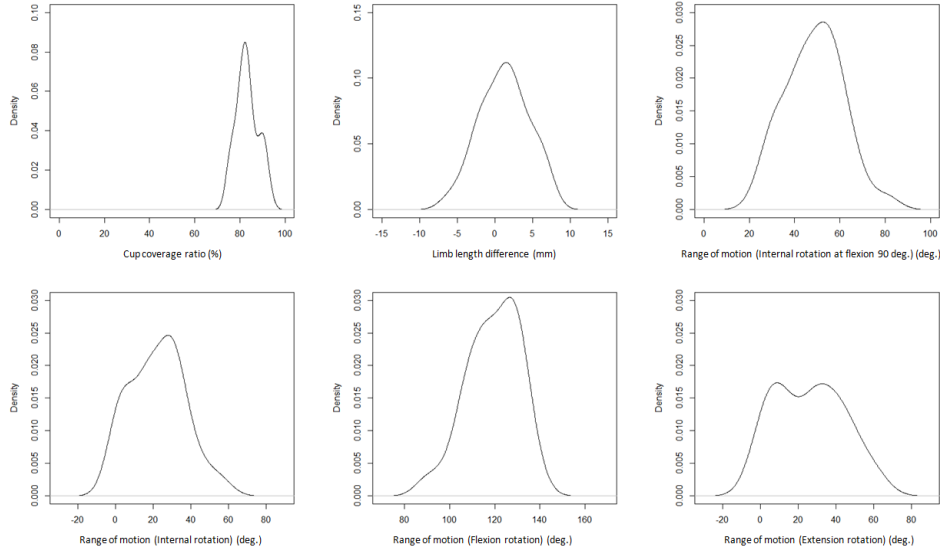 0.10
0.08
0.06
0.04
0.02
0.00
Density
0 20 40 60 80 100
Cup coverage ratio (%)
0.15
0.10
0.05
0.00
Density
-15 -10 -5 0 5 10 15
Limb length difference (mm)
0.030
0.025
0.020
0.015
0.010
0.005
0.000
Density
0 20 40 60 80 100
Range of motion (Internal rotation at flexion 90 deg.) (deg.)
0.030
0.025
0.020
0.015
0.010
0.005
0.000
Density
-20 0 20 40 60 80
Range of motion (Internal rotation) (deg.)
0.030
0.025
0.020
0.015
0.010
0.005
0.000
Density
80 100 120 140 160
Range of motion (Flexion rotation) (deg.)
0.030
0.025
0.020
0.015
0.010
0.005
0.000
Density
-20 0 20 40 60 80
Range of motion (Extension rotation) (deg.)